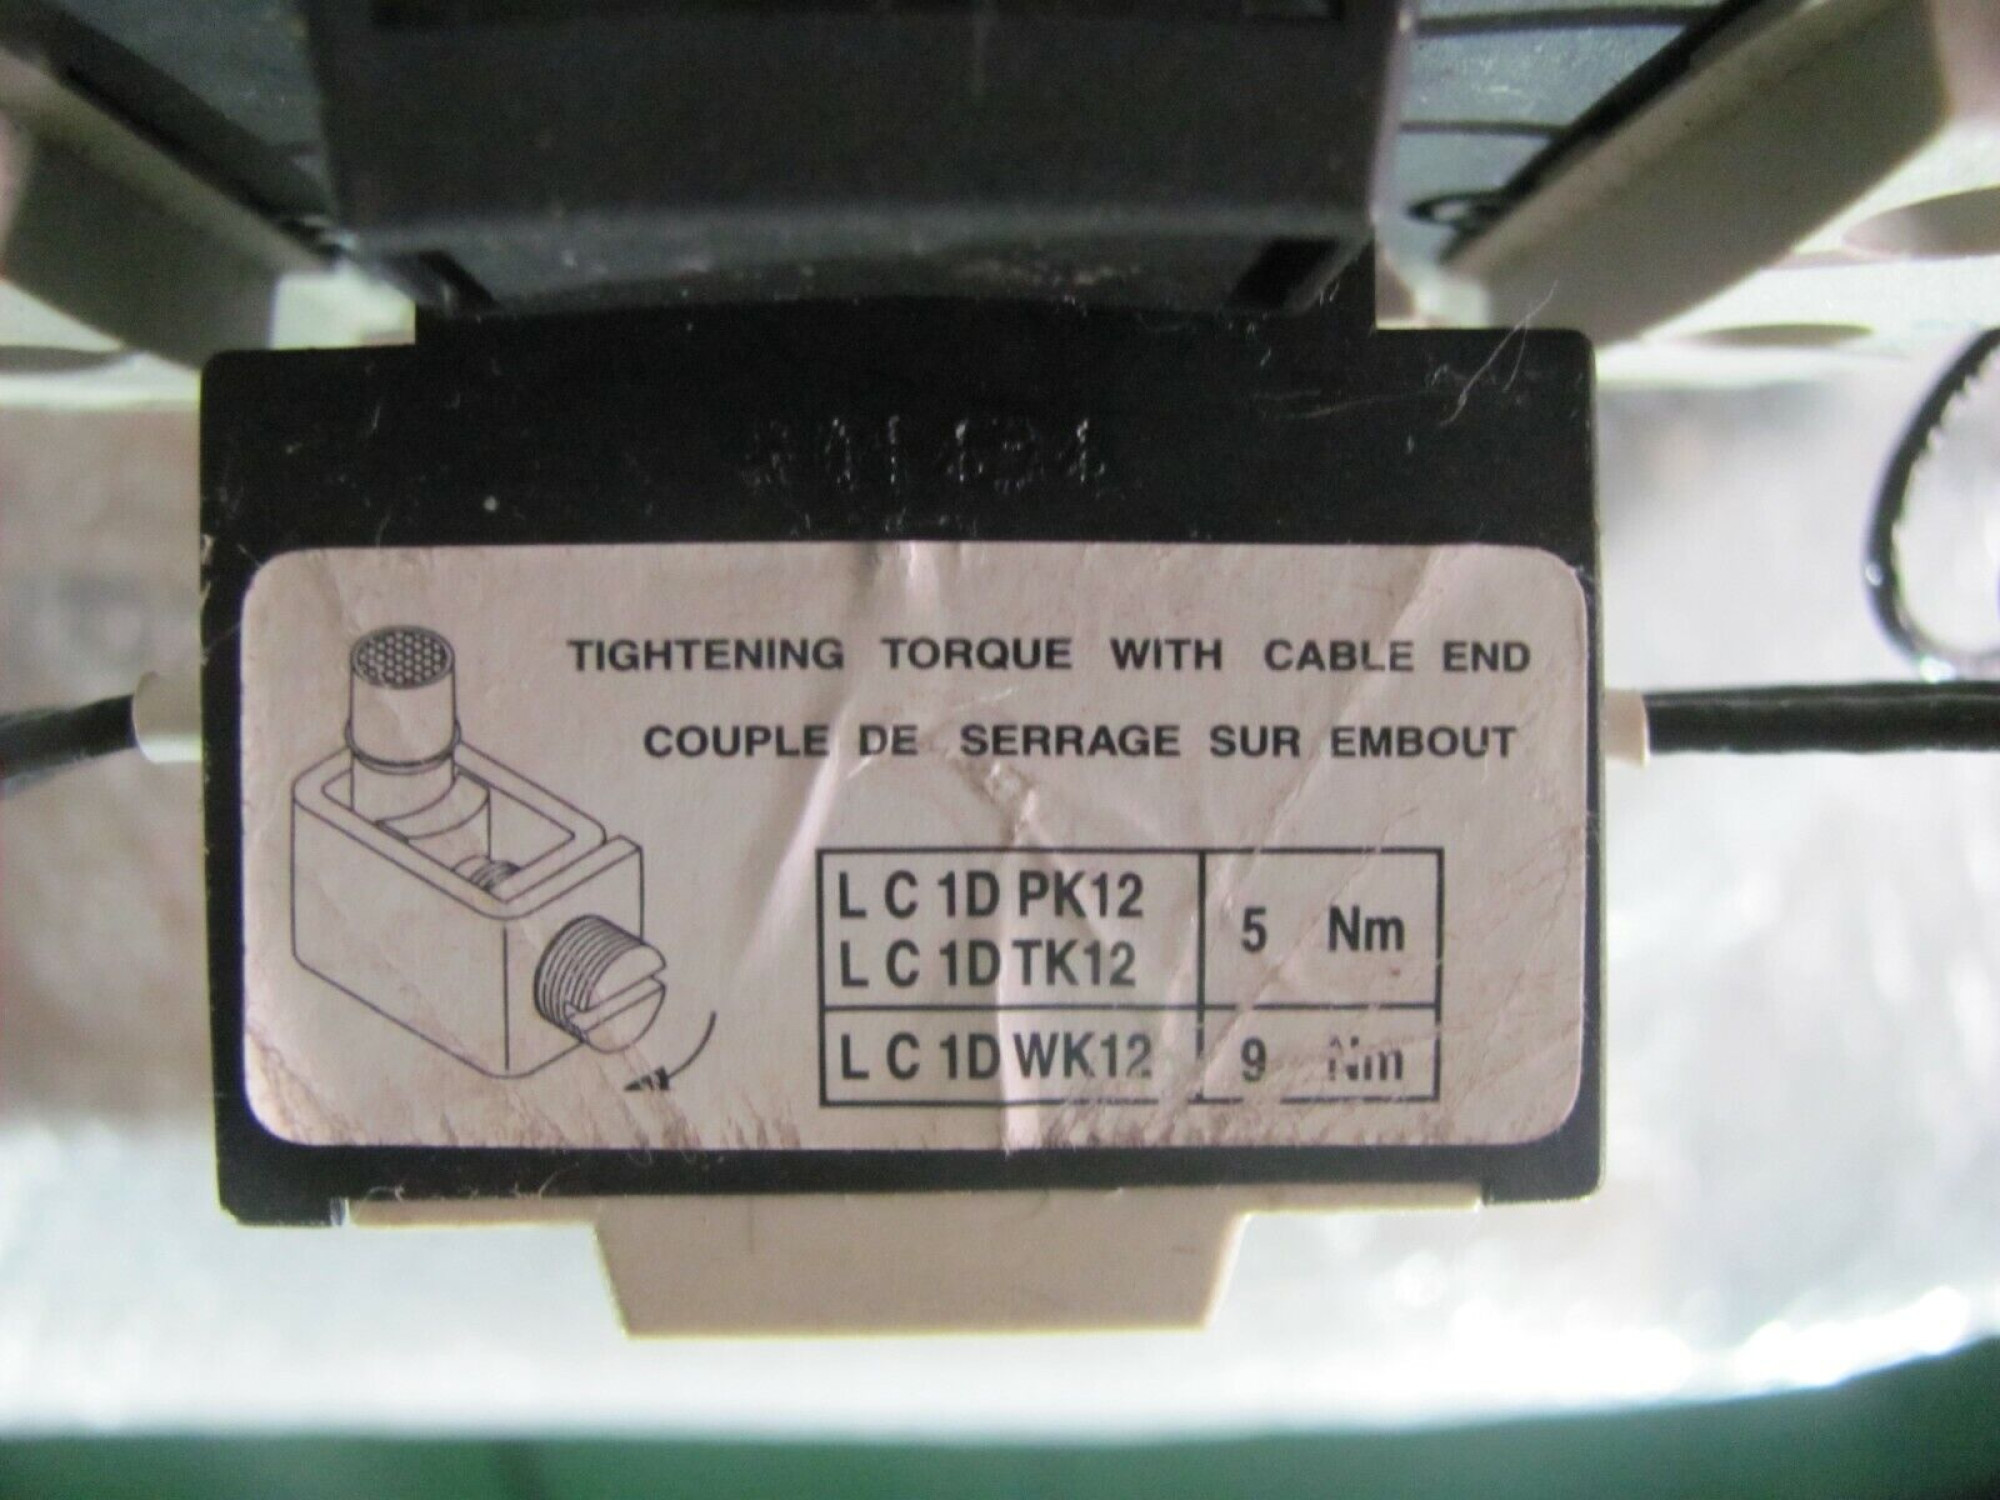 TIGHTENING TORQUE WITH CABLE END
COUPLE DE SERRAGE SUR EMBOUT
L C 1D PK12
L C 1D TK12
5 Nm
L C 1D WK12 9 Nm